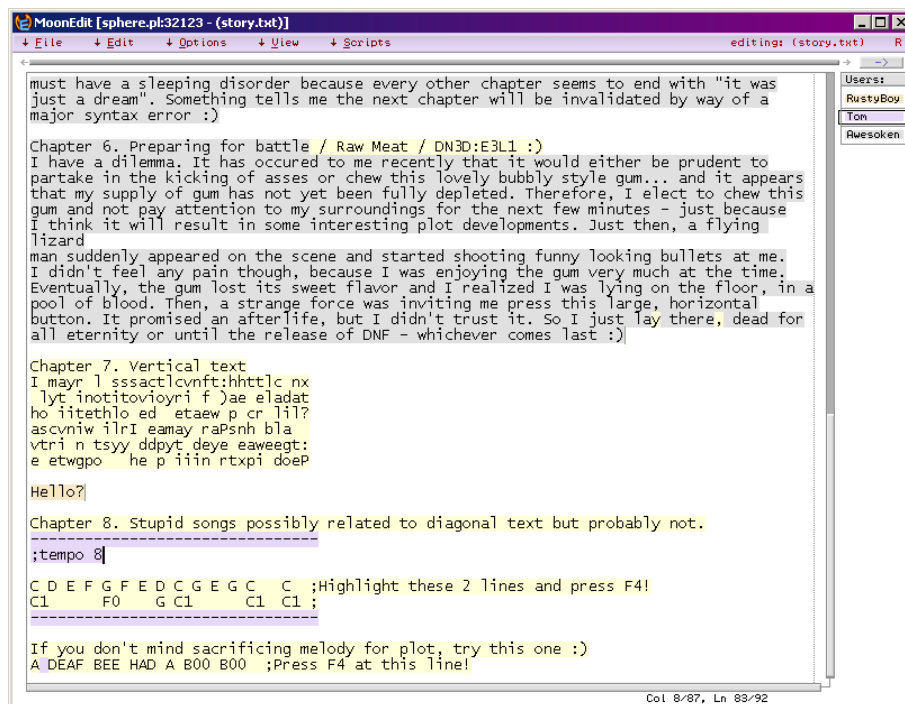 MoonEdit [sphere.pl:32123 - (story.txt)]
↓ File ↓ Edit ↓ Options ↓ View ↓ Scripts editing: (story.txt) R
->
Users:
RustyBoy
Tom
Awesoken
must have a sleeping disorder because every other chapter seems to end with "it was
just a dream". Something tells me the next chapter will be invalidated by way of a
major syntax error :)
Chapter 6. Preparing for battle / Raw Meat / DN3D:E3L1 :)
I have a dilemma. It has occured to me recently that it would either be prudent to
partake in the kicking of asses or chew this lovely bubbly style gum... and it appears
that my supply of gum has not yet been fully depleted. Therefore, I elect to chew this
gum and not pay attention to my surroundings for the next few minutes - just because
I think it will result in some interesting plot developments. Just then, a flying
lizard
man suddenly appeared on the scene and started shooting funny looking bullets at me.
I didn't feel any pain though, because I was enjoying the gum very much at the time.
Eventually, the gum lost its sweet flavor and I realized I was lying on the floor, in a
pool of blood. Then, a strange force was inviting me press this large, horizontal
button. It promised an afterlife, but I didn't trust it. So I just lay there, dead for
all eternity or until the release of DNF - whichever comes last :)
Chapter 7. Vertical text
I mayr l sssactlcvnft:hhttlc nx
 lyt inotitovioyri f )ae eladat
ho iitethlo ed  etaew p cr lil?
ascvniw ilrI eamay raPsnh bla
vtri n tsyy ddpyt deye eaweegt:
e etwgpo   he p iiin rtxpi doeP
Hello?
Chapter 8. Stupid songs possibly related to diagonal text but probably not.
--------------------------------
;tempo 8
C D E F G F E D C G E G C   C  ;Highlight these 2 lines and press F4!
C1      F0    G C1      C1  C1 ;
--------------------------------
If you don't mind sacrificing melody for plot, try this one :)
A DEAF BEE HAD A B00 B00  ;Press F4 at this line!
Col 8/87, Ln 83/92